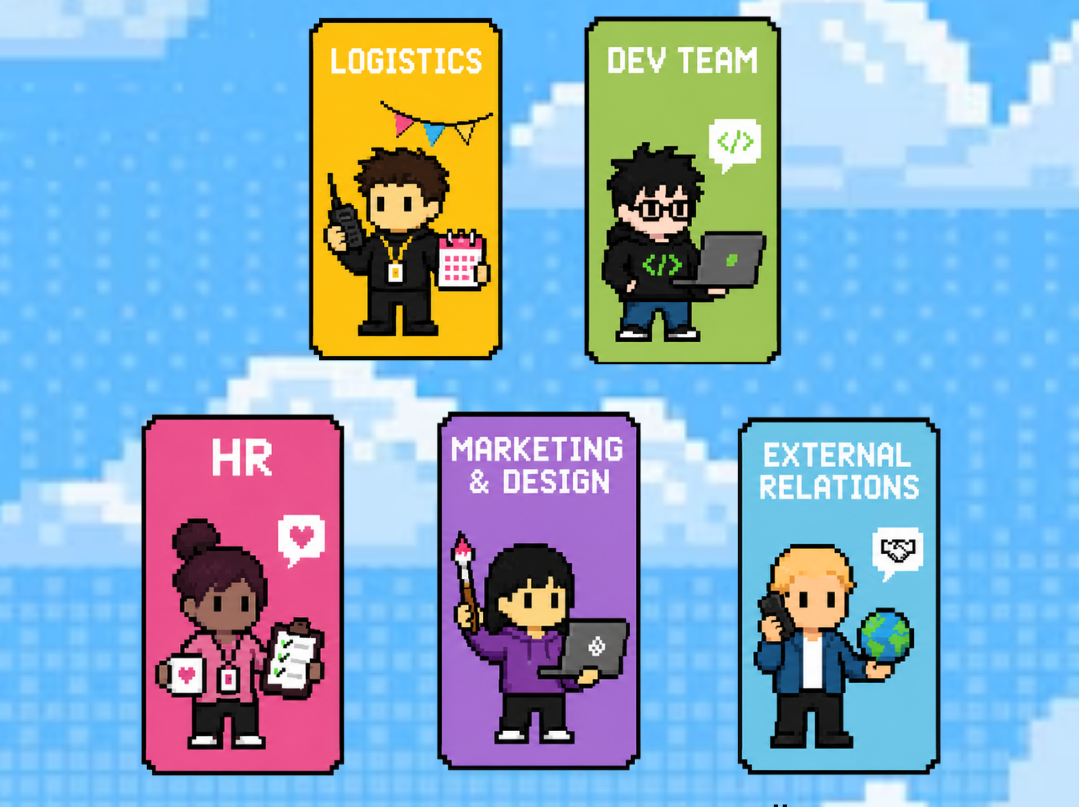 LOGISTICS
DEV TEAM
</>
</>
HR
MARKETING
& DESIGN
EXTERNAL
RELATIONS